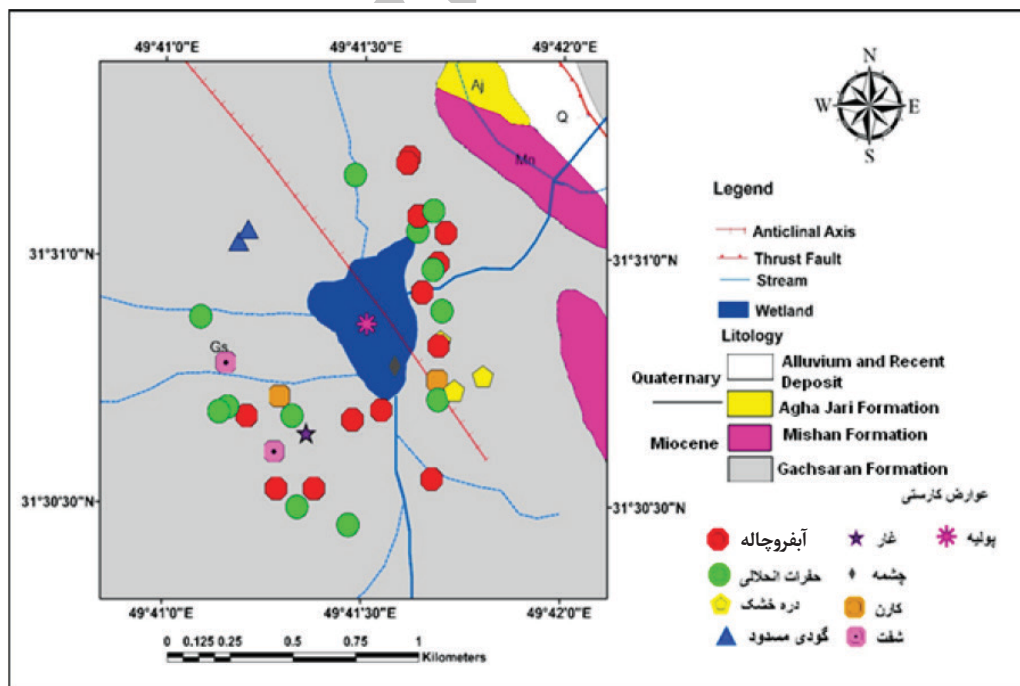 49°41'0"E 49°41'30"E 49°42'0"E
Aj
Q
Mn
31°31'0"N 31°31'0"N
Gs
31°30'30"N 31°30'30"N
49°41'0"E 49°41'30"E 49°42'0"E
0 0.125 0.25 0.5 0.75 1
Kilometers
N
W E
S
Legend
Anticlinal Axis
Thrust Fault
Stream
Wetland
Litology
Quaternary
Alluvium and Recent
Deposit
Agha Jari Formation
Miocene
Mishan Formation
Gachsaran Formation
عوارض کارستی
آبفروچاله غار پولیه
حفرات انحلالی چشمه
دره خشک کارن
گودی مسدود شفت